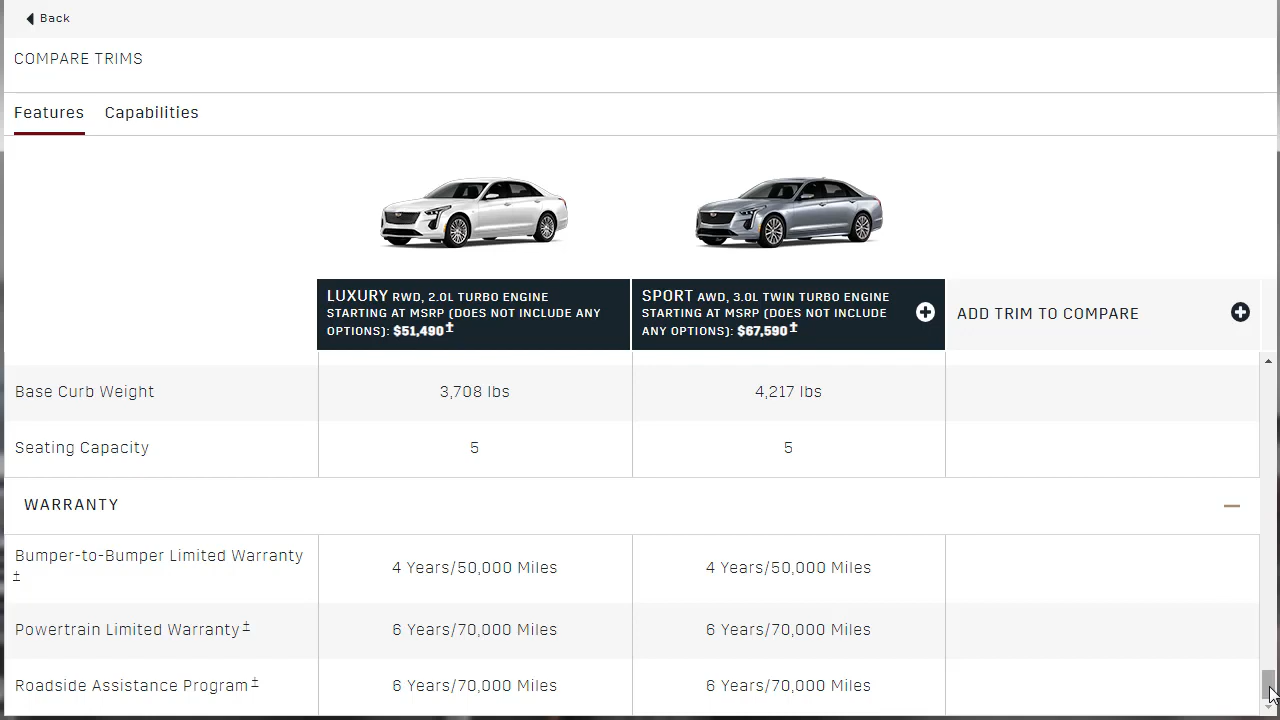 Back
COMPARE TRIMS
Features Capabilities
LUXURY RWD, 2.0L TURBO ENGINE
STARTING AT MSRP (DOES NOT INCLUDE ANY
OPTIONS): $51,490‡
SPORT AWD, 3.0L TWIN TURBO ENGINE
STARTING AT MSRP (DOES NOT INCLUDE
ANY OPTIONS): $67,590‡
ADD TRIM TO COMPARE
Base Curb Weight 3,708 lbs 4,217 lbs
Seating Capacity 5 5
WARRANTY
Bumper-to-Bumper Limited Warranty
‡
4 Years/50,000 Miles 4 Years/50,000 Miles
Powertrain Limited Warranty‡ 6 Years/70,000 Miles 6 Years/70,000 Miles
Roadside Assistance Program‡ 6 Years/70,000 Miles 6 Years/70,000 Miles